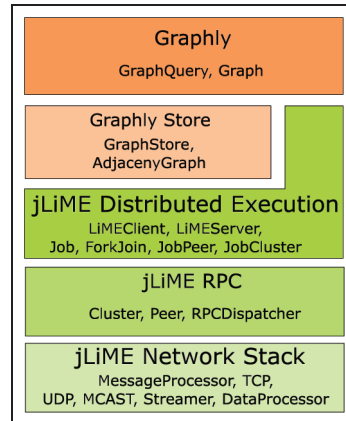 Graphly
GraphQuery, Graph
Graphly Store
GraphStore,
AdjacenyGraph
jLiME Distributed Execution
LiMEClient, LiMEServer,
Job, ForkJoin, JobPeer, JobCluster
jLiME RPC
Cluster, Peer, RPCDispatcher
jLiME Network Stack
MessageProcessor, TCP,
UDP, MCAST, Streamer, DataProcessor